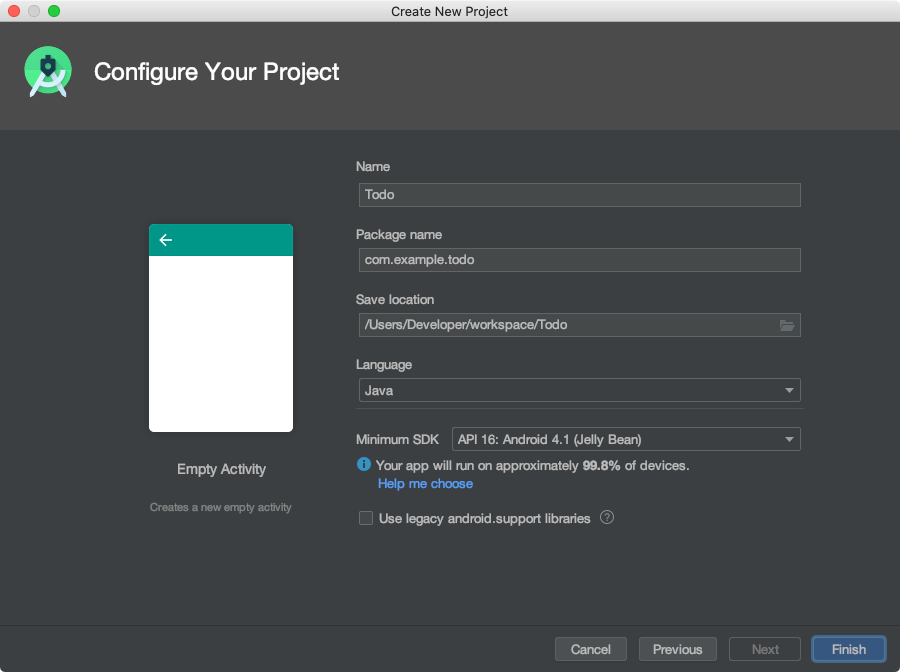 Create New Project
Configure Your Project
Name
Todo
Package name
com.example.todo
Save location
/Users/Developer/workspace/Todo
Language
Java
Minimum SDK API 16: Android 4.1 (Jelly Bean)
Your app will run on approximately 99.8% of devices.
Help me choose
Use legacy android.support libraries ?
Empty Activity
Creates a new empty activity
Cancel Previous Next Finish